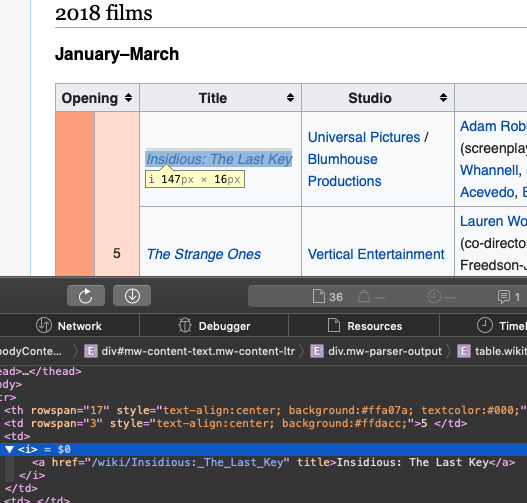 2018 films
January–March
Opening Title Studio
Insidious: The Last Key
i 147px × 16px
Universal Pictures /
Blumhouse
Productions
Adam Rob
(screenplay
Whannell,
Acevedo,
5
The Strange Ones
Vertical Entertainment
Lauren Wo
(co-director
Freedson-J
36 — — 1
Network Debugger Resources Timel
bodyConte... div#mw-content-text.mw-content-ltr div.mw-parser-output table.wikit
ead>…</thead>
ody>
tr>
<th rowspan="17" style="text-align:center; background:#ffa07a; textcolor:#000;"
<td rowspan="3" style="text-align:center; background:#ffdacc;">5 </td>
<td>
<i> = $0
<a href="/wiki/Insidious:_The_Last_Key" title>Insidious: The Last Key</a>
</i>
</td>
<td> </td>